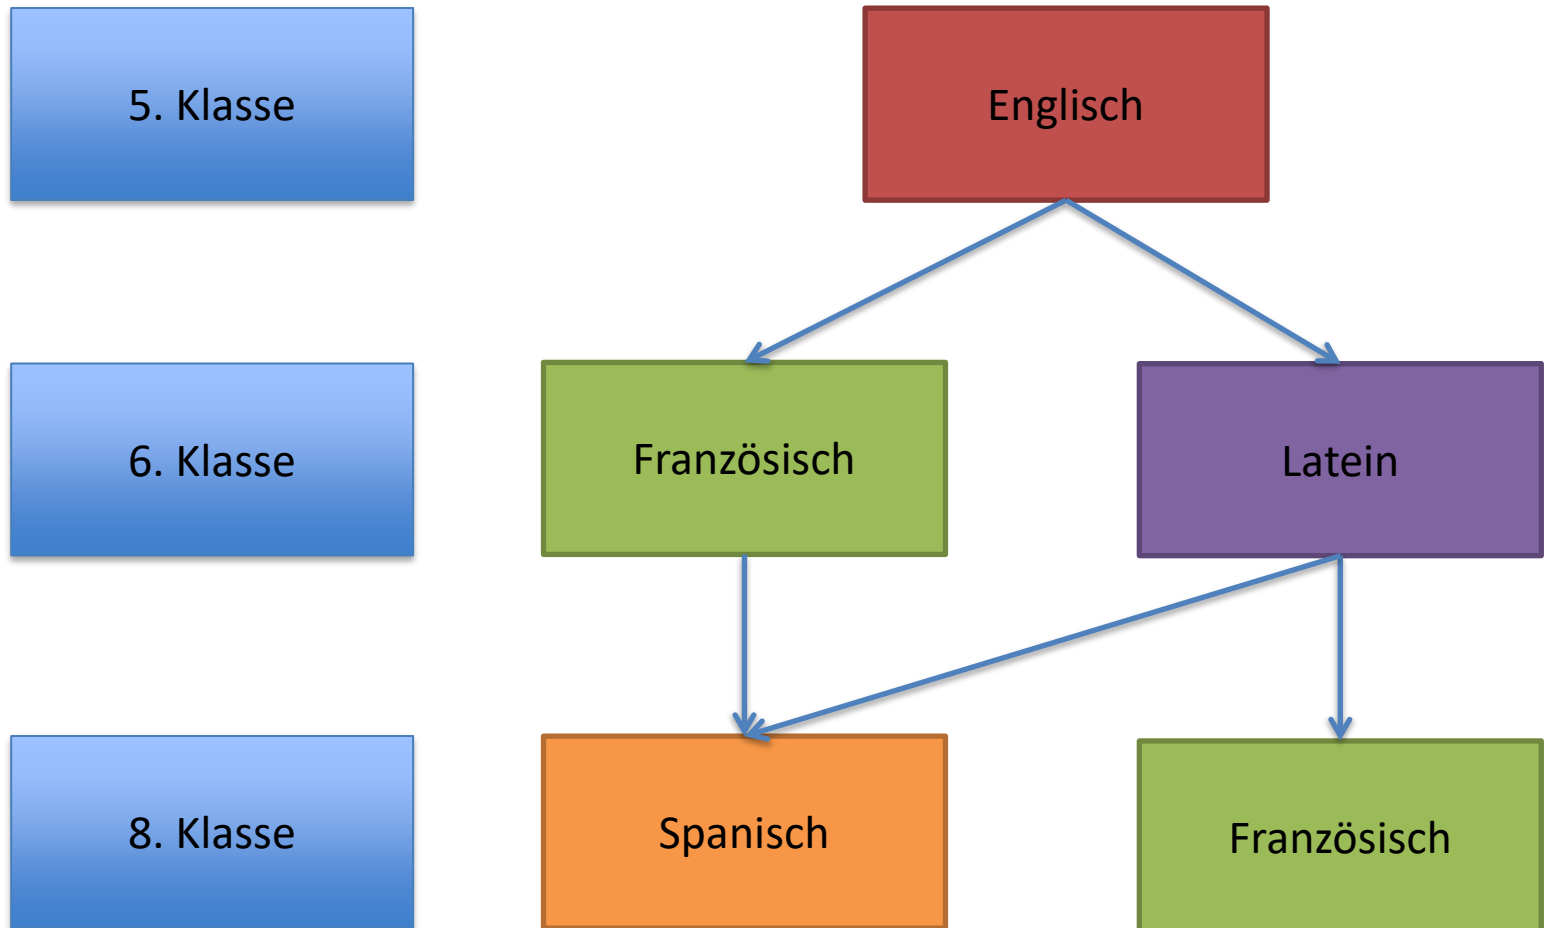 5. Klasse
Englisch
6. Klasse
Französisch
Latein
8. Klasse
Spanisch
Französisch